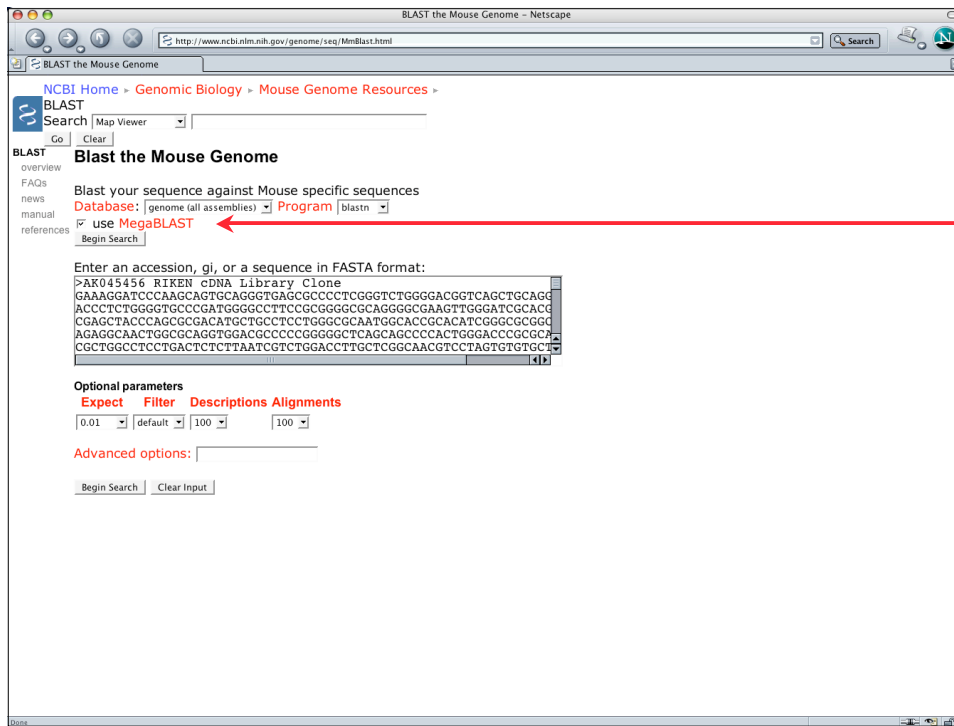 BLAST the Mouse Genome – Netscape
http://www.ncbi.nlm.nih.gov/genome/seq/MmBlast.html
Search
N
BLAST the Mouse Genome
NCBI Home ▸ Genomic Biology ▸ Mouse Genome Resources ▸
BLAST
Search Map Viewer
Go Clear
BLAST
overview
FAQs
news
manual
references
Blast the Mouse Genome
Blast your sequence against Mouse specific sequences
Database: genome (all assemblies) Program blastn
use MegaBLAST
Begin Search
Enter an accession, gi, or a sequence in FASTA format:
>AK045456 RIKEN cDNA Library Clone
GAAAGGATCCCAAGCAGTGCAGGGTGAGCGCCCCTCGGGTCTGGGGACGGTCAGCTGCAGG
ACCCTCTGGGGTGCCCGATGGGGCCTTCCGCGGGGCGCAGGGGCGAAGTTGGGATCGCACG
CGAGCTACCCAGCGCGACATGCTGCCTCCTGGGCGCAATGGCACCGCACATCGGGCGCGGC
AGAGGCAACTGGCGCAGGTGGACGCCCCCGGGGGCTCAGCAGCCCCACTGGGACCCGCGCA
CGCTGGCCTCCTGACTCTCTTAATCGTCTGGACCTTGCTCGGCAACGTCCTAGTGTGTGCT
Optional parameters
Expect Filter Descriptions Alignments
0.01 default 100 100
Advanced options:
Begin Search Clear Input
Done